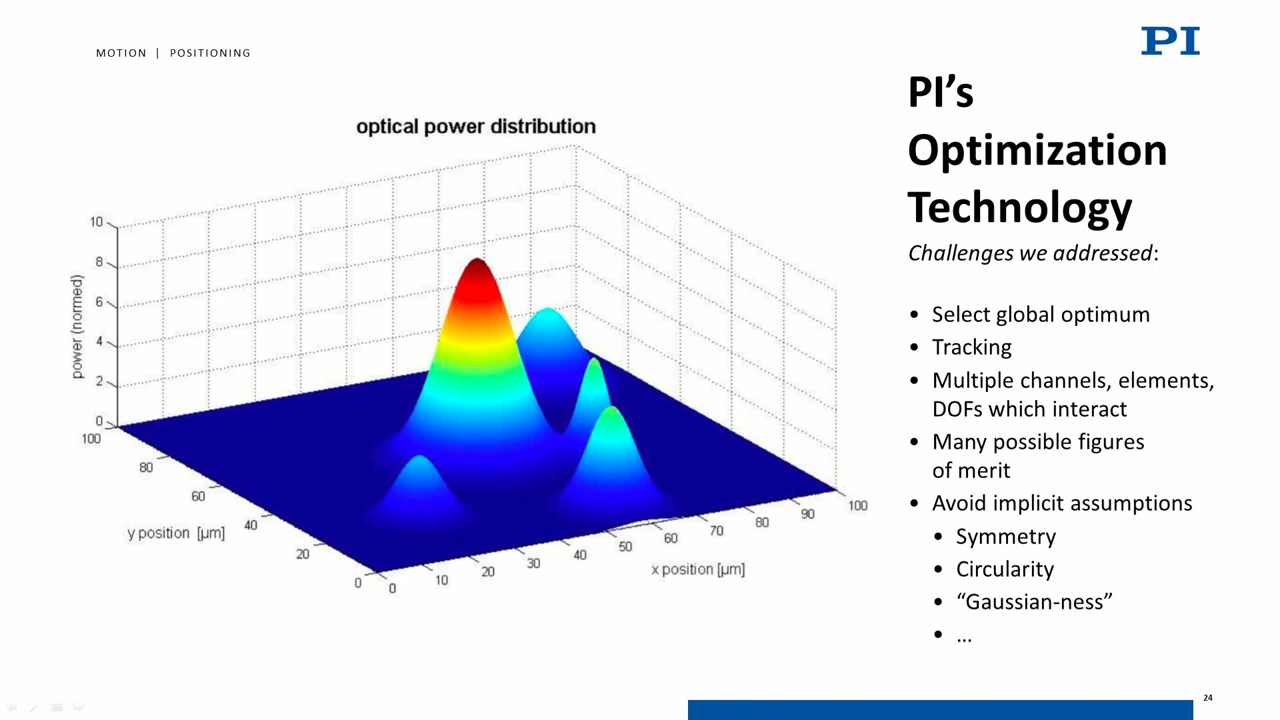 MOTION | POSITIONING
PI
optical power distribution
10
8
6
4
2
0
power (normed)
100
80
60
40
20
0
y position [µm]
0
10
20
30
40
50
60
70
80
90
100
x position [µm]
PI’s
Optimization
Technology
Challenges we addressed:
• Select global optimum
• Tracking
• Multiple channels, elements,
DOFs which interact
• Many possible figures
of merit
• Avoid implicit assumptions
• Symmetry
• Circularity
• “Gaussian-ness”
• ...
24